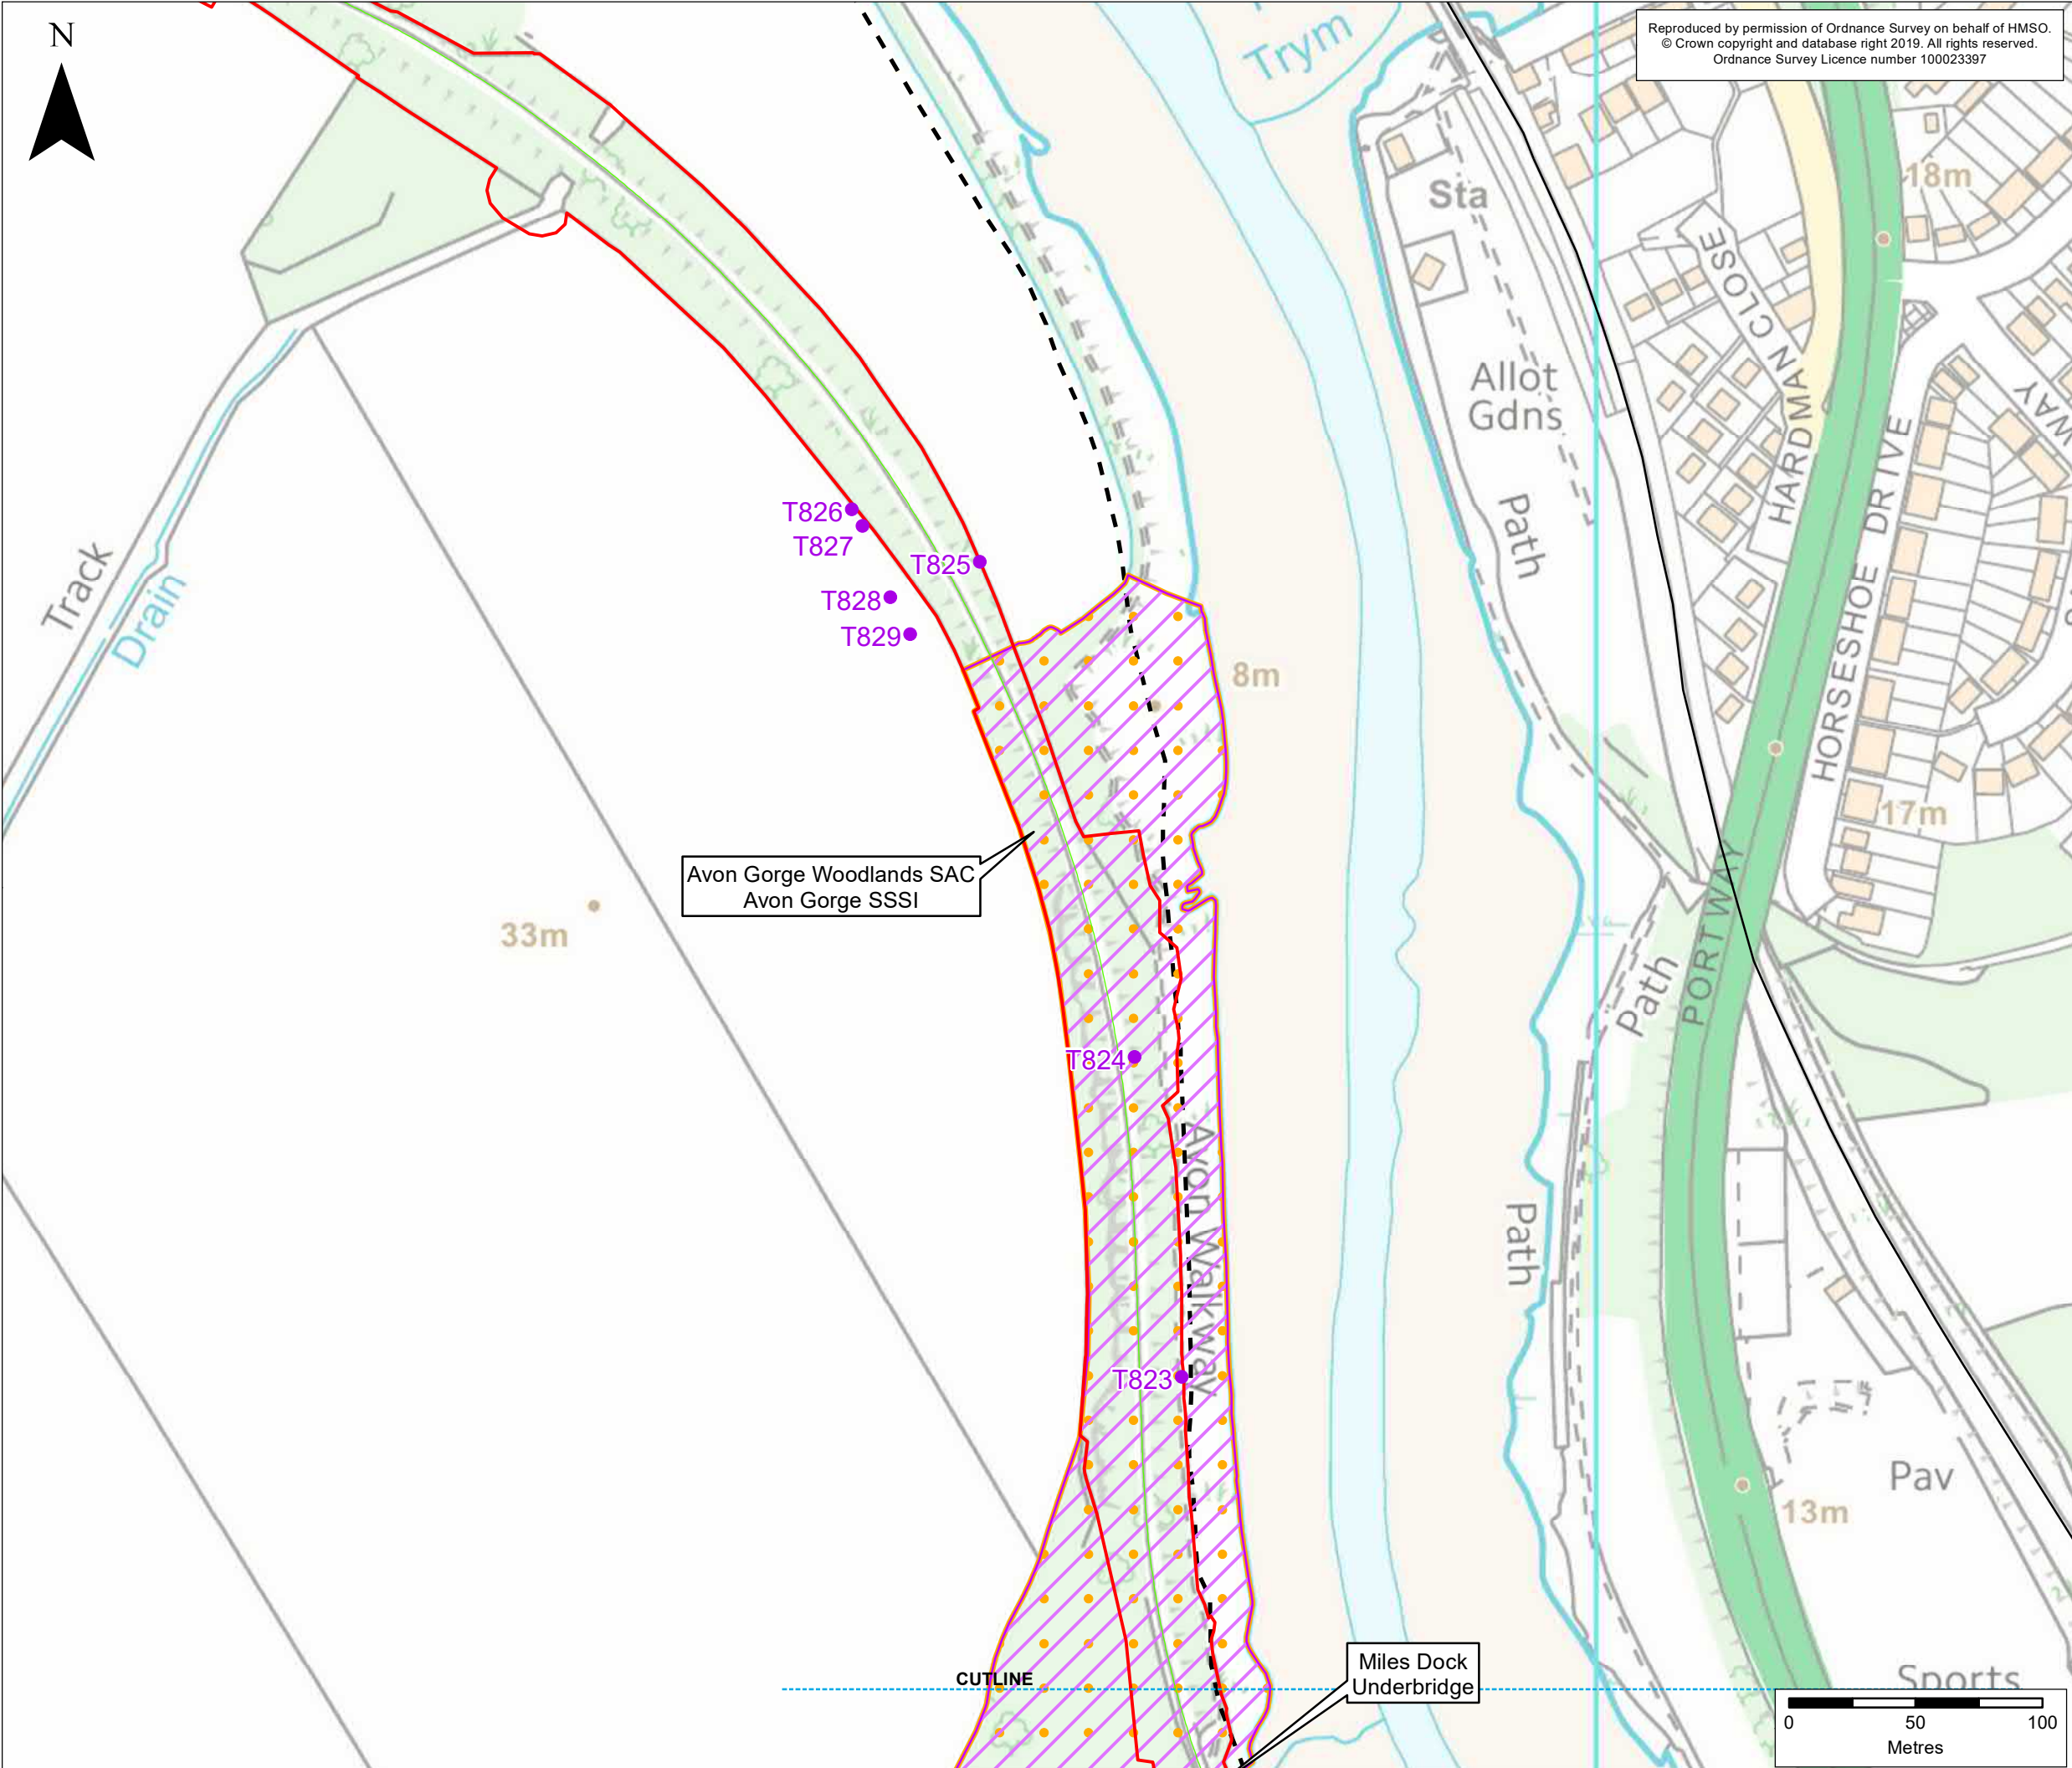 N
Reproduced by permission of Ordnance Survey on behalf of HMSO.
© Crown copyright and database right 2019. All rights reserved.
Ordnance Survey Licence number 100023397
Trym
18m
Sta
HARDMAN CLOSE
Allot
Gdns
WAY
HORSESHOE DRIVE
T826
T827
T825
T828
T829
Path
Track
Drain
8m
17m
Avon Gorge Woodlands SAC
Avon Gorge SSSI
33m
PORTWAY
Path
T824
Avon Walkway
Path
T823
Pav
13m
CUTLINE
Miles Dock
Underbridge
Sports
0 50 100
Metres